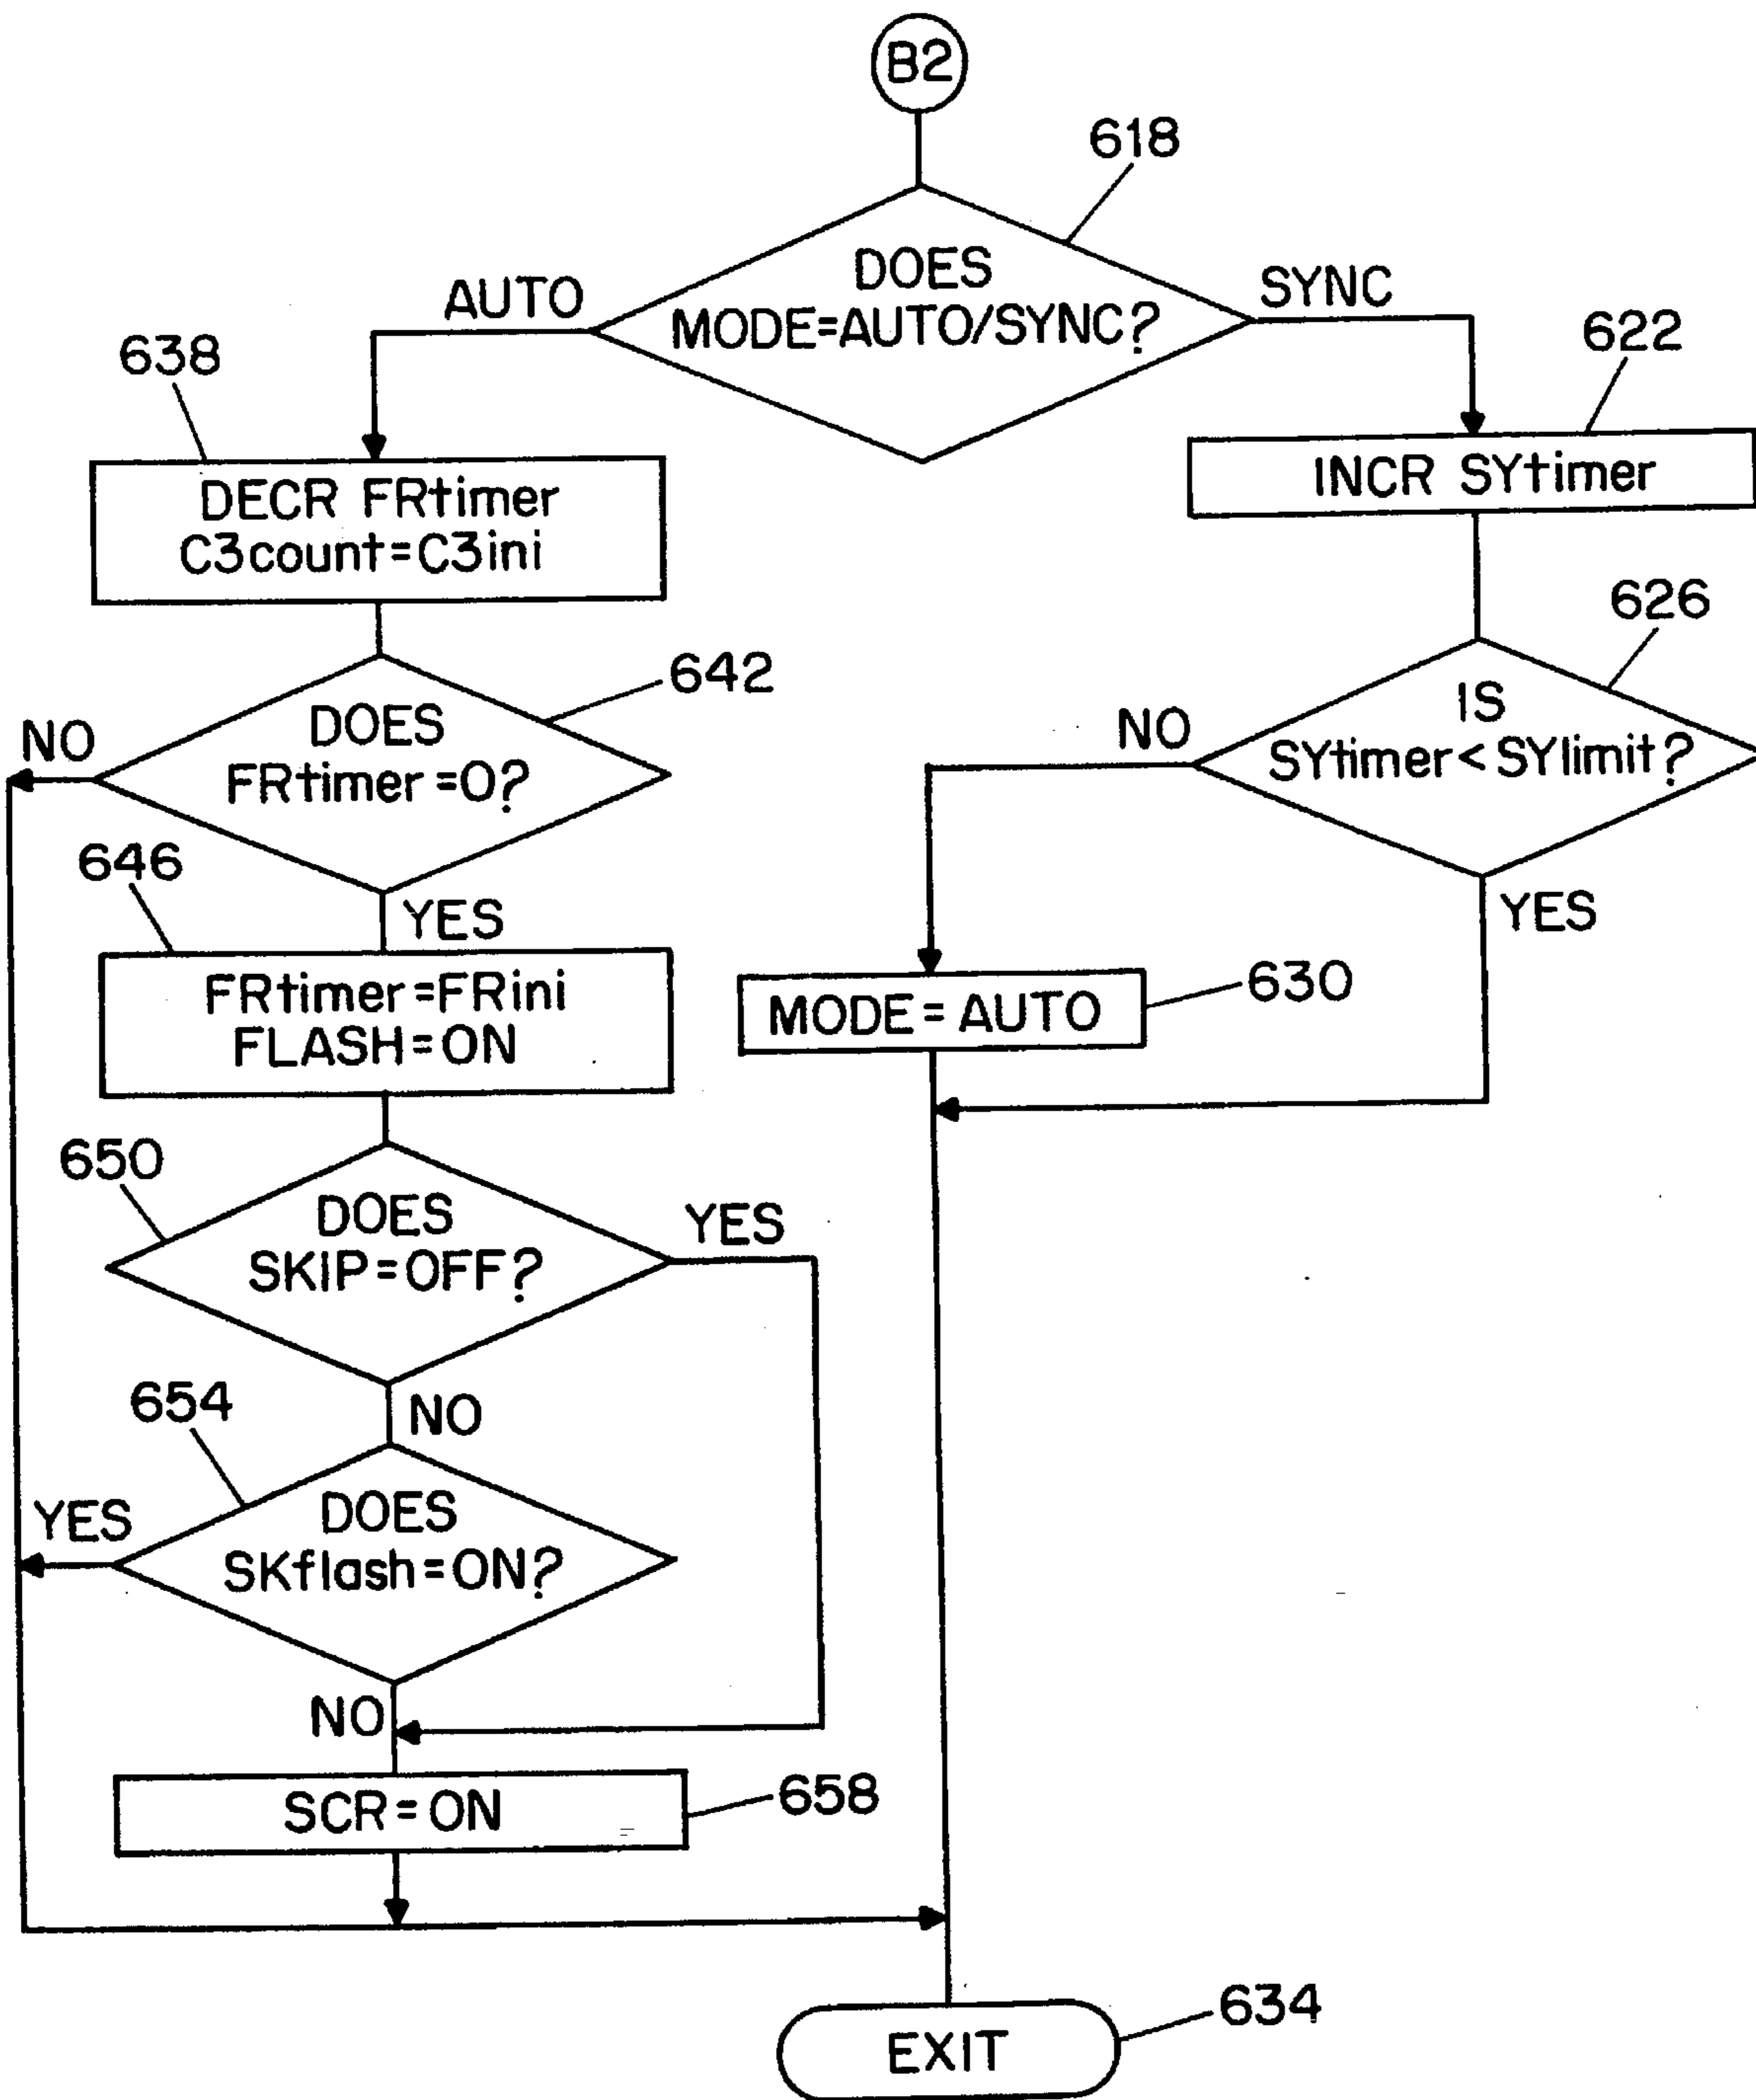 B2
618
DOES
MODE=AUTO/SYNC?
AUTO
SYNC
638
622
DECR FRtimer
C3count=C3ini
INCR SYtimer
626
642
DOES
FRtimer=0?
NO
IS
SYtimer<SYlimit?
NO
646
YES
YES
FRtimer=FRini
FLASH=ON
MODE=AUTO
630
650
DOES
SKIP=OFF?
YES
654
NO
DOES
SKflash=ON?
YES
NO
SCR=ON
658
634
EXIT